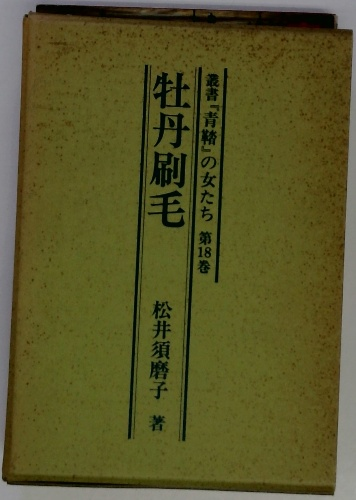 叢書『青鞜』の女たち 第18巻
牡丹刷毛
松井須磨子 著